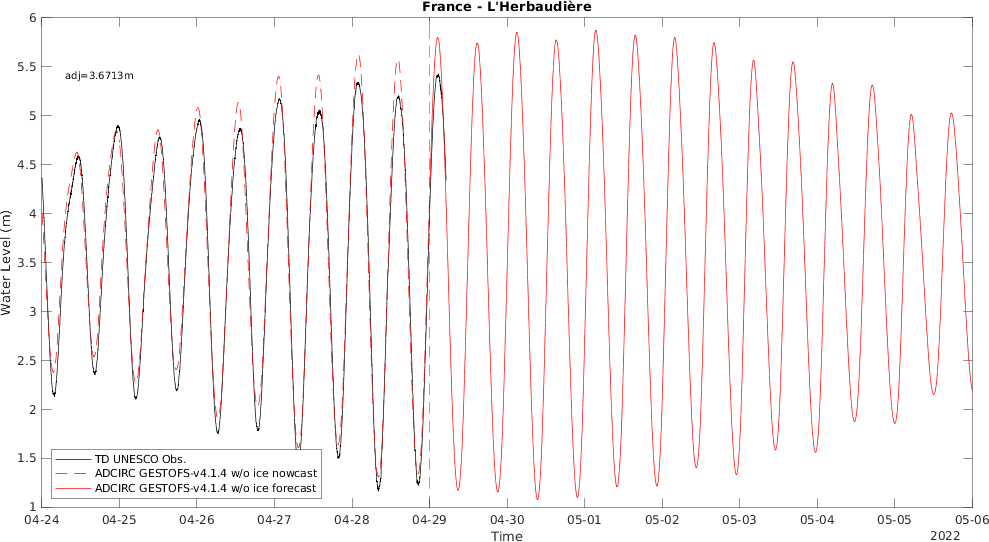 France - L'Herbaudière
6
5.5
5
4.5
4
3.5
3
2.5
2
1.5
1
Water Level (m)
adj=3.6713m
TD UNESCO Obs.
ADCIRC GESTOFS-v4.1.4 w/o ice nowcast
ADCIRC GESTOFS-v4.1.4 w/o ice forecast
04-24 04-25 04-26 04-27 04-28 04-29 04-30 05-01 05-02 05-03 05-04 05-05 05-06
Time
2022